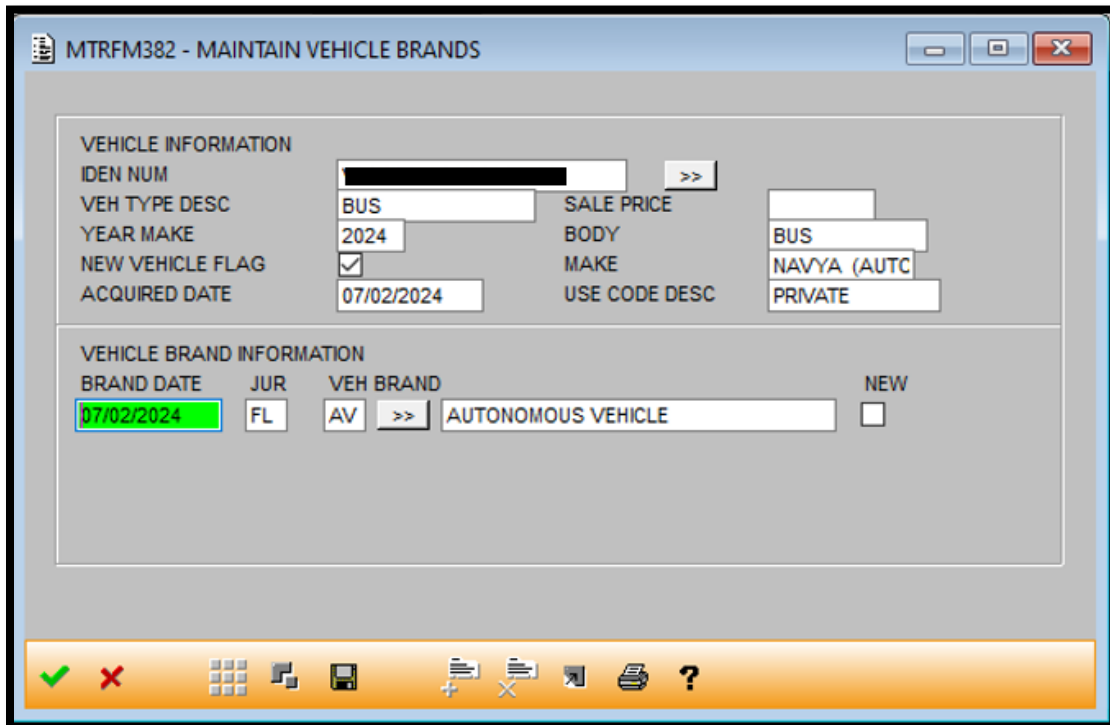 MTRFM382 - MAINTAIN VEHICLE BRANDS
VEHICLE INFORMATION
IDEN NUM >>
VEH TYPE DESC BUS SALE PRICE
YEAR MAKE 2024 BODY BUS
NEW VEHICLE FLAG MAKE NAVYA (AUTO
ACQUIRED DATE 07/02/2024 USE CODE DESC PRIVATE
VEHICLE BRAND INFORMATION
BRAND DATE JUR VEH BRAND NEW
07/02/2024 FL AV >> AUTONOMOUS VEHICLE
?